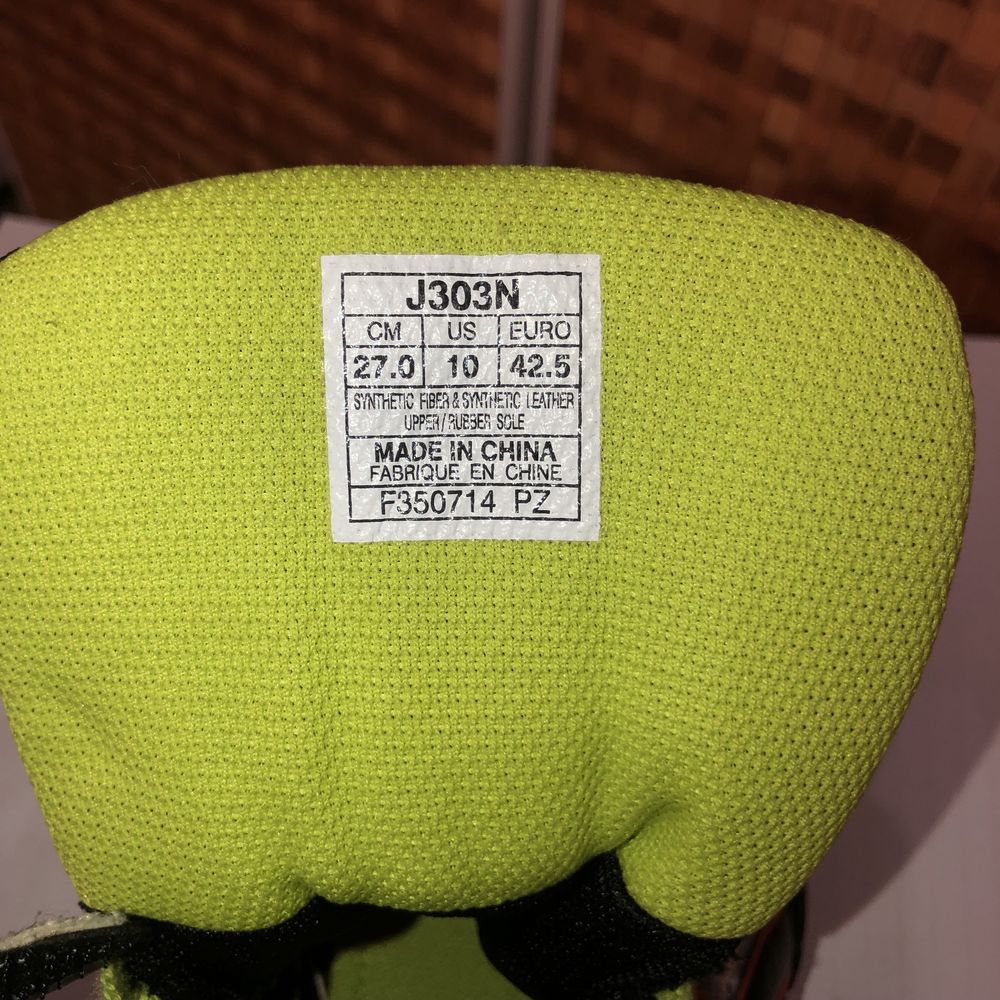 J303N
CM US EURO
27.0 10 42.5
SYNTHETIC FIBER & SYNTHETIC LEATHER
UPPER/RUBBER SOLE
MADE IN CHINA
FABRIQUE EN CHINE
F350714 PZ